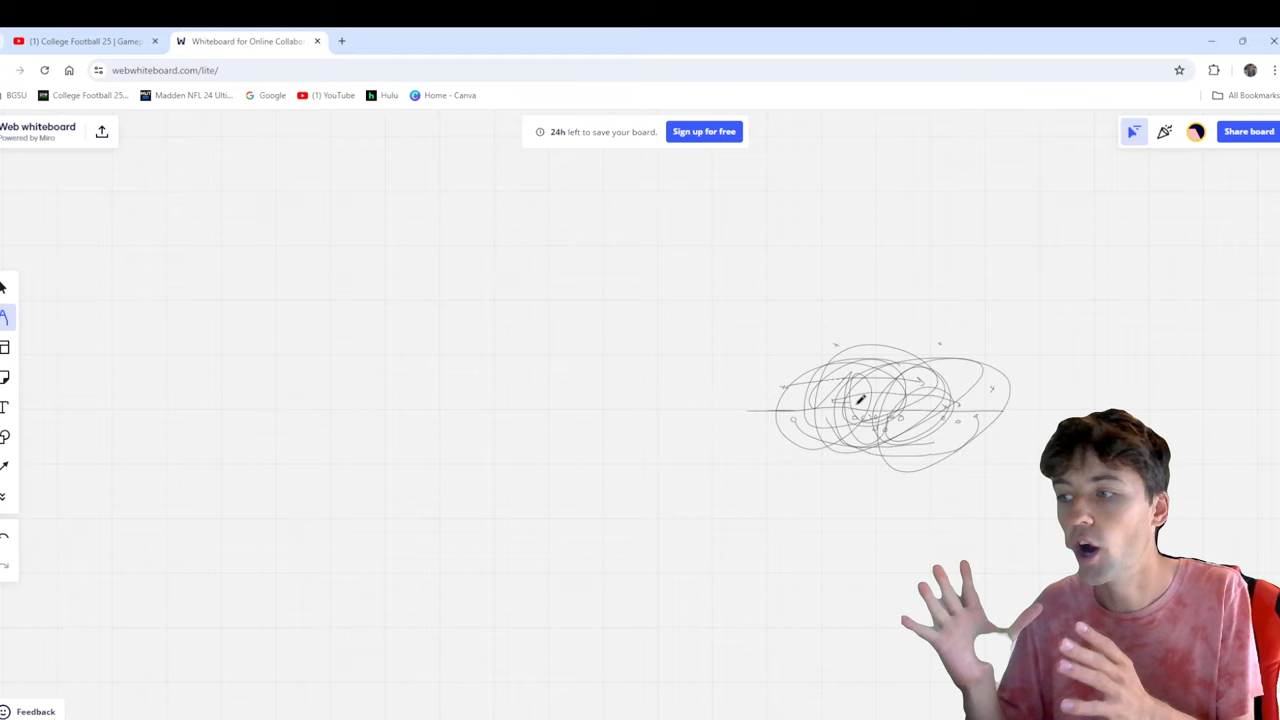 (1) College Football 25 | Gamep
Whiteboard for Online Collabo
webwhiteboard.com/lite/
BGSU
College Football 25...
Madden NFL 24 Ulti...
Google
(1) YouTube
Hulu
Home - Canva
All Bookmarks
Web whiteboard
Powered by Miro
24h left to save your board.
Sign up for free
Share board
Feedback